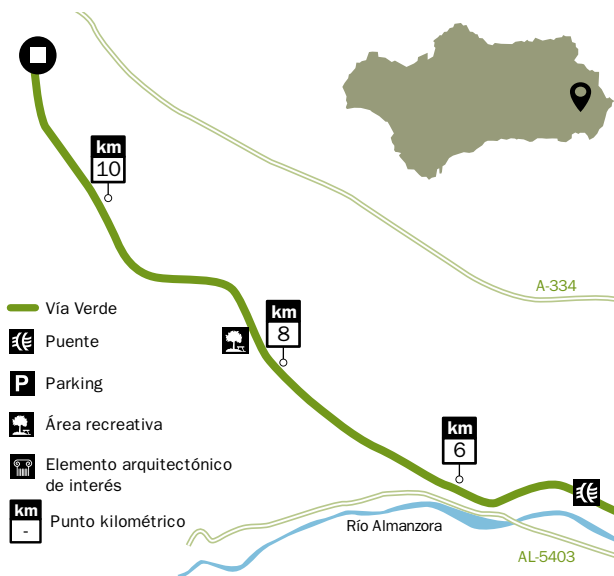 km
10
A-334
km
8
km
6
Río Almanzora
AL-5403
Vía Verde
Puente
P
Parking
Área recreativa
Elemento arquitectónico
de interés
km
-
Punto kilométrico